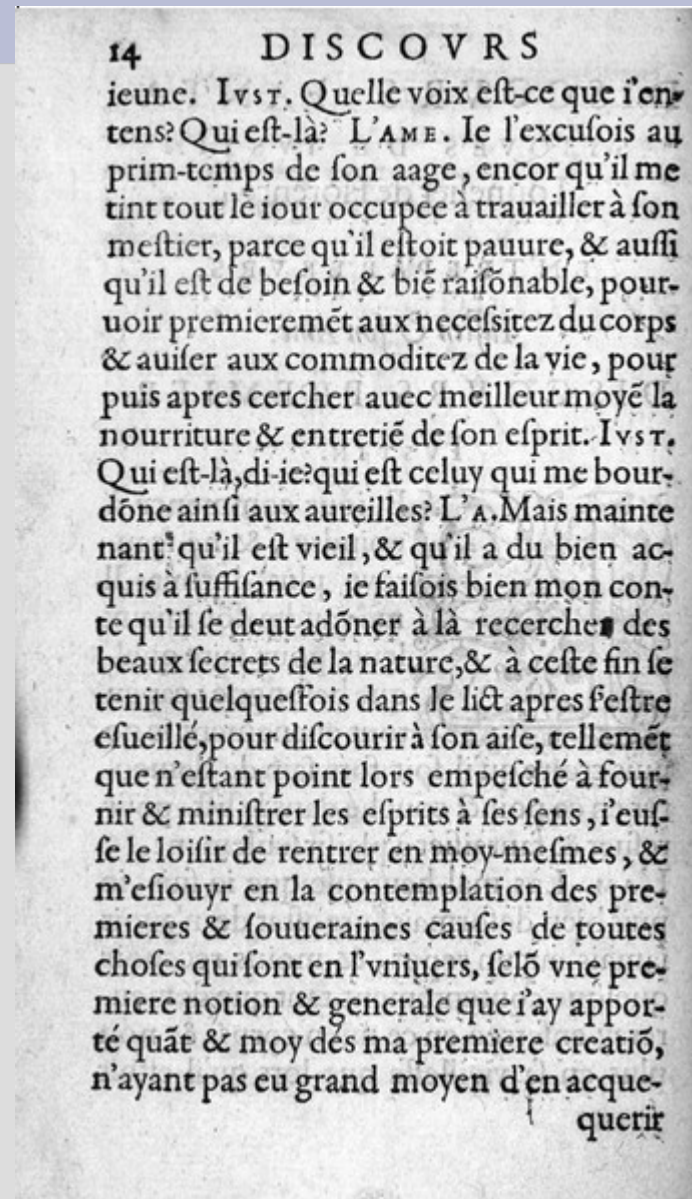 14 DISCOVRS
ieune. IVST. Quelle voix eſt-ce que i'en-
tens? Qui eſt-là? L'AME. Ie l'excuſois au
prim-temps de ſon aage, encor qu'il me
tint tout le iour occupee à trauailler à ſon
meſtier, parce qu'il eſtoit pauure, & auſſi
qu'il eſt de beſoin & biẽ raiſõnable, pour-
uoir premieremẽt aux neceſsitez du corps
& auiſer aux commoditez de la vie, pour
puis apres cercher auec meilleur moyẽ la
nourriture & entretiẽ de ſon eſprit. IVST.
Qui eſt-là, di-ie? qui eſt celuy qui me bour-
dõne ainſi aux aureilles? L'A. Mais mainte
nant qu'il eſt vieil, & qu'il a du bien ac-
quis à ſuffiſance, ie faiſois bien mon con-
te qu'il ſe deut adõner à là recerche des
beaux ſecrets de la nature, & à ceſte fin ſe
tenir quelqueſfois dans le lict apres ſ'eſtre
eſueillé, pour diſcourir à ſon aiſe, tellemẽt
que n'eſtant point lors empeſché à four-
nir & miniſtrer les eſprits à ſes ſens, i'euſ-
ſe le loiſir de rentrer en moy-meſmes, &
m'eſiouyr en la contemplation des pre-
mieres & ſouueraines cauſes de toutes
choſes qui ſont en l'vniuers, ſelõ vne pre-
miere notion & generale que i'ay appor-
té quãt & moy dés ma premiere creatiõ,
n'ayant pas eu grand moyen d'en acque-
querir